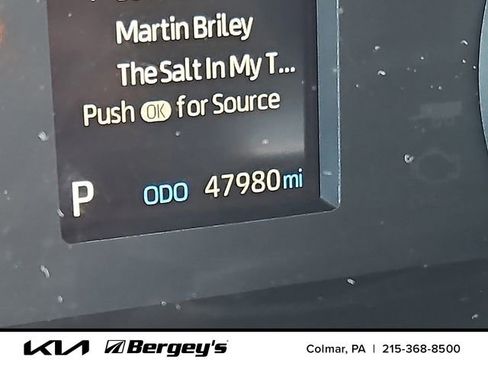 Martin Briley
The Salt In My T...
Push OK for Source
P ODO 47980 mi
KIA Bergey's Colmar, PA | 215-368-8500